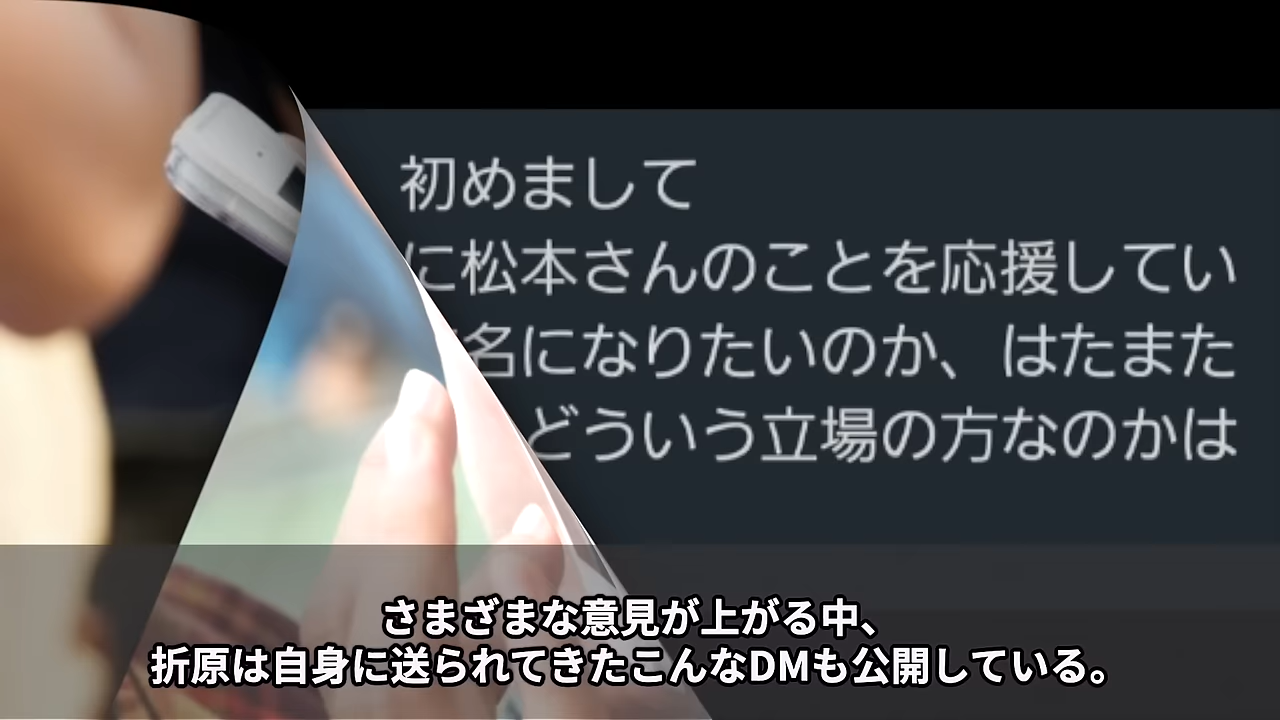 初めまして
に松本さんのことを応援してい
名になりたいのか、はたまた
どういう立場の方なのかは
さまざまな意見が上がる中、
折原は自身に送られてきたこんなDMも公開している。